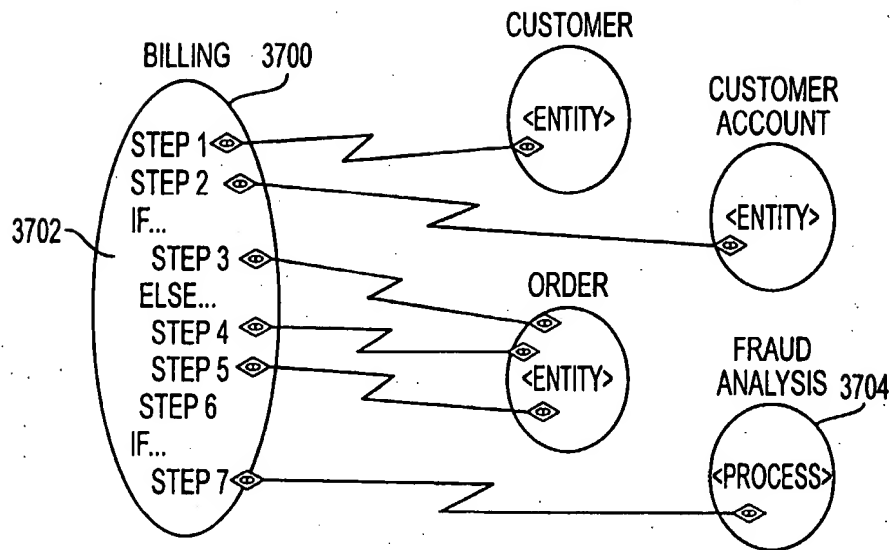 BILLING 3700
STEP 1
STEP 2
IF...
3702
STEP 3
ELSE...
STEP 4
STEP 5
STEP 6
IF...
STEP 7
CUSTOMER
<ENTITY>
CUSTOMER
ACCOUNT
<ENTITY>
ORDER
<ENTITY>
FRAUD
ANALYSIS 3704
<PROCESS>